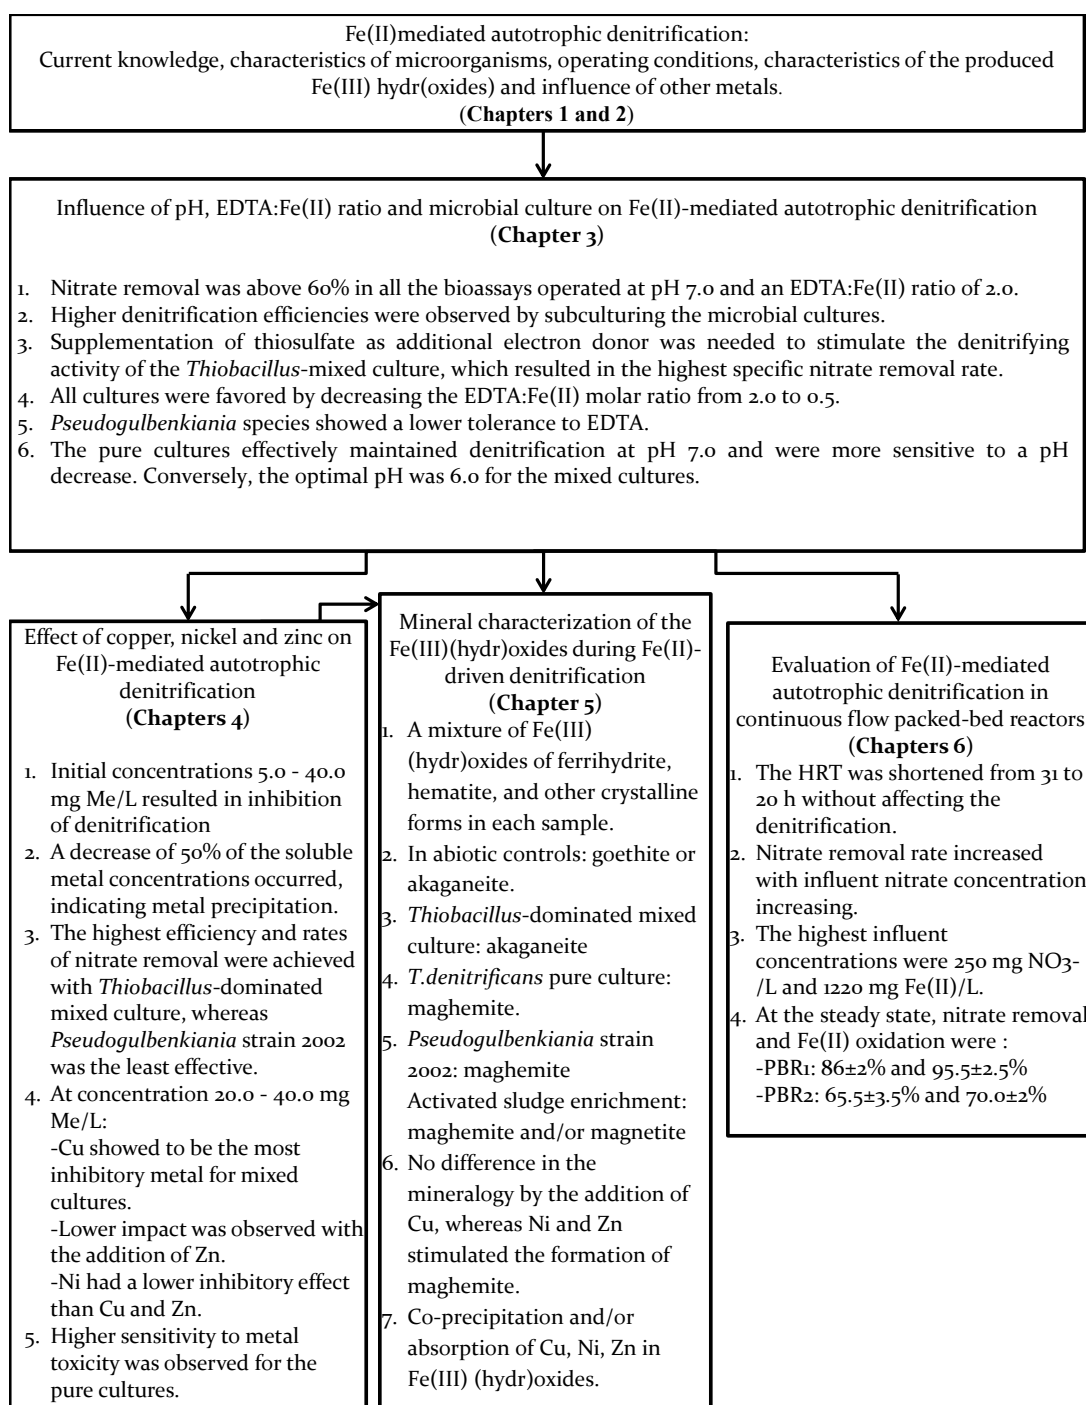 Fe(II)mediated autotrophic denitrification:
Current knowledge, characteristics of microorganisms, operating conditions, characteristics of the produced
Fe(III) hydr(oxides) and influence of other metals.
(Chapters 1 and 2)
Influence of pH, EDTA:Fe(II) ratio and microbial culture on Fe(II)-mediated autotrophic denitrification
(Chapter 3)
1. Nitrate removal was above 60% in all the bioassays operated at pH 7.0 and an EDTA:Fe(II) ratio of 2.0.
2. Higher denitrification efficiencies were observed by subculturing the microbial cultures.
3. Supplementation of thiosulfate as additional electron donor was needed to stimulate the denitrifying
activity of the Thiobacillus-mixed culture, which resulted in the highest specific nitrate removal rate.
4. All cultures were favored by decreasing the EDTA:Fe(II) molar ratio from 2.0 to 0.5.
5. Pseudogulbenkiania species showed a lower tolerance to EDTA.
6. The pure cultures effectively maintained denitrification at pH 7.0 and were more sensitive to a pH
decrease. Conversely, the optimal pH was 6.0 for the mixed cultures.
Effect of copper, nickel and zinc on
Fe(II)-mediated autotrophic
denitrification
(Chapters 4)
1. Initial concentrations 5.0 - 40.0
mg Me/L resulted in inhibition
of denitrification
2. A decrease of 50% of the soluble
metal concentrations occurred,
indicating metal precipitation.
3. The highest efficiency and rates
of nitrate removal were achieved
with Thiobacillus-dominated
mixed culture, whereas
Pseudogulbenkiania strain 2002
was the least effective.
4. At concentration 20.0 - 40.0 mg
Me/L:
-Cu showed to be the most
inhibitory metal for mixed
cultures.
-Lower impact was observed with
the addition of Zn.
-Ni had a lower inhibitory effect
than Cu and Zn.
5. Higher sensitivity to metal
toxicity was observed for the
pure cultures.
Mineral characterization of the
Fe(III)(hydr)oxides during Fe(II)-
driven denitrification
(Chapter 5)
1. A mixture of Fe(III)
(hydr)oxides of ferrihydrite,
hematite, and other crystalline
forms in each sample.
2. In abiotic controls: goethite or
akaganeite.
3. Thiobacillus-dominated mixed
culture: akaganeite
4. T.denitrificans pure culture:
maghemite.
5. Pseudogulbenkiania strain
2002: maghemite
Activated sludge enrichment:
maghemite and/or magnetite
6. No difference in the
mineralogy by the addition of
Cu, whereas Ni and Zn
stimulated the formation of
maghemite.
7. Co-precipitation and/or
absorption of Cu, Ni, Zn in
Fe(III) (hydr)oxides.
Evaluation of Fe(II)-mediated
autotrophic denitrification in
continuous flow packed-bed reactors
(Chapters 6)
1. The HRT was shortened from 31 to
20 h without affecting the
denitrification.
2. Nitrate removal rate increased
with influent nitrate concentration
increasing.
3. The highest influent
concentrations were 250 mg NO3-
/L and 1220 mg Fe(II)/L.
4. At the steady state, nitrate removal
and Fe(II) oxidation were :
-PBR1: 86±2% and 95.5±2.5%
-PBR2: 65.5±3.5% and 70.0±2%